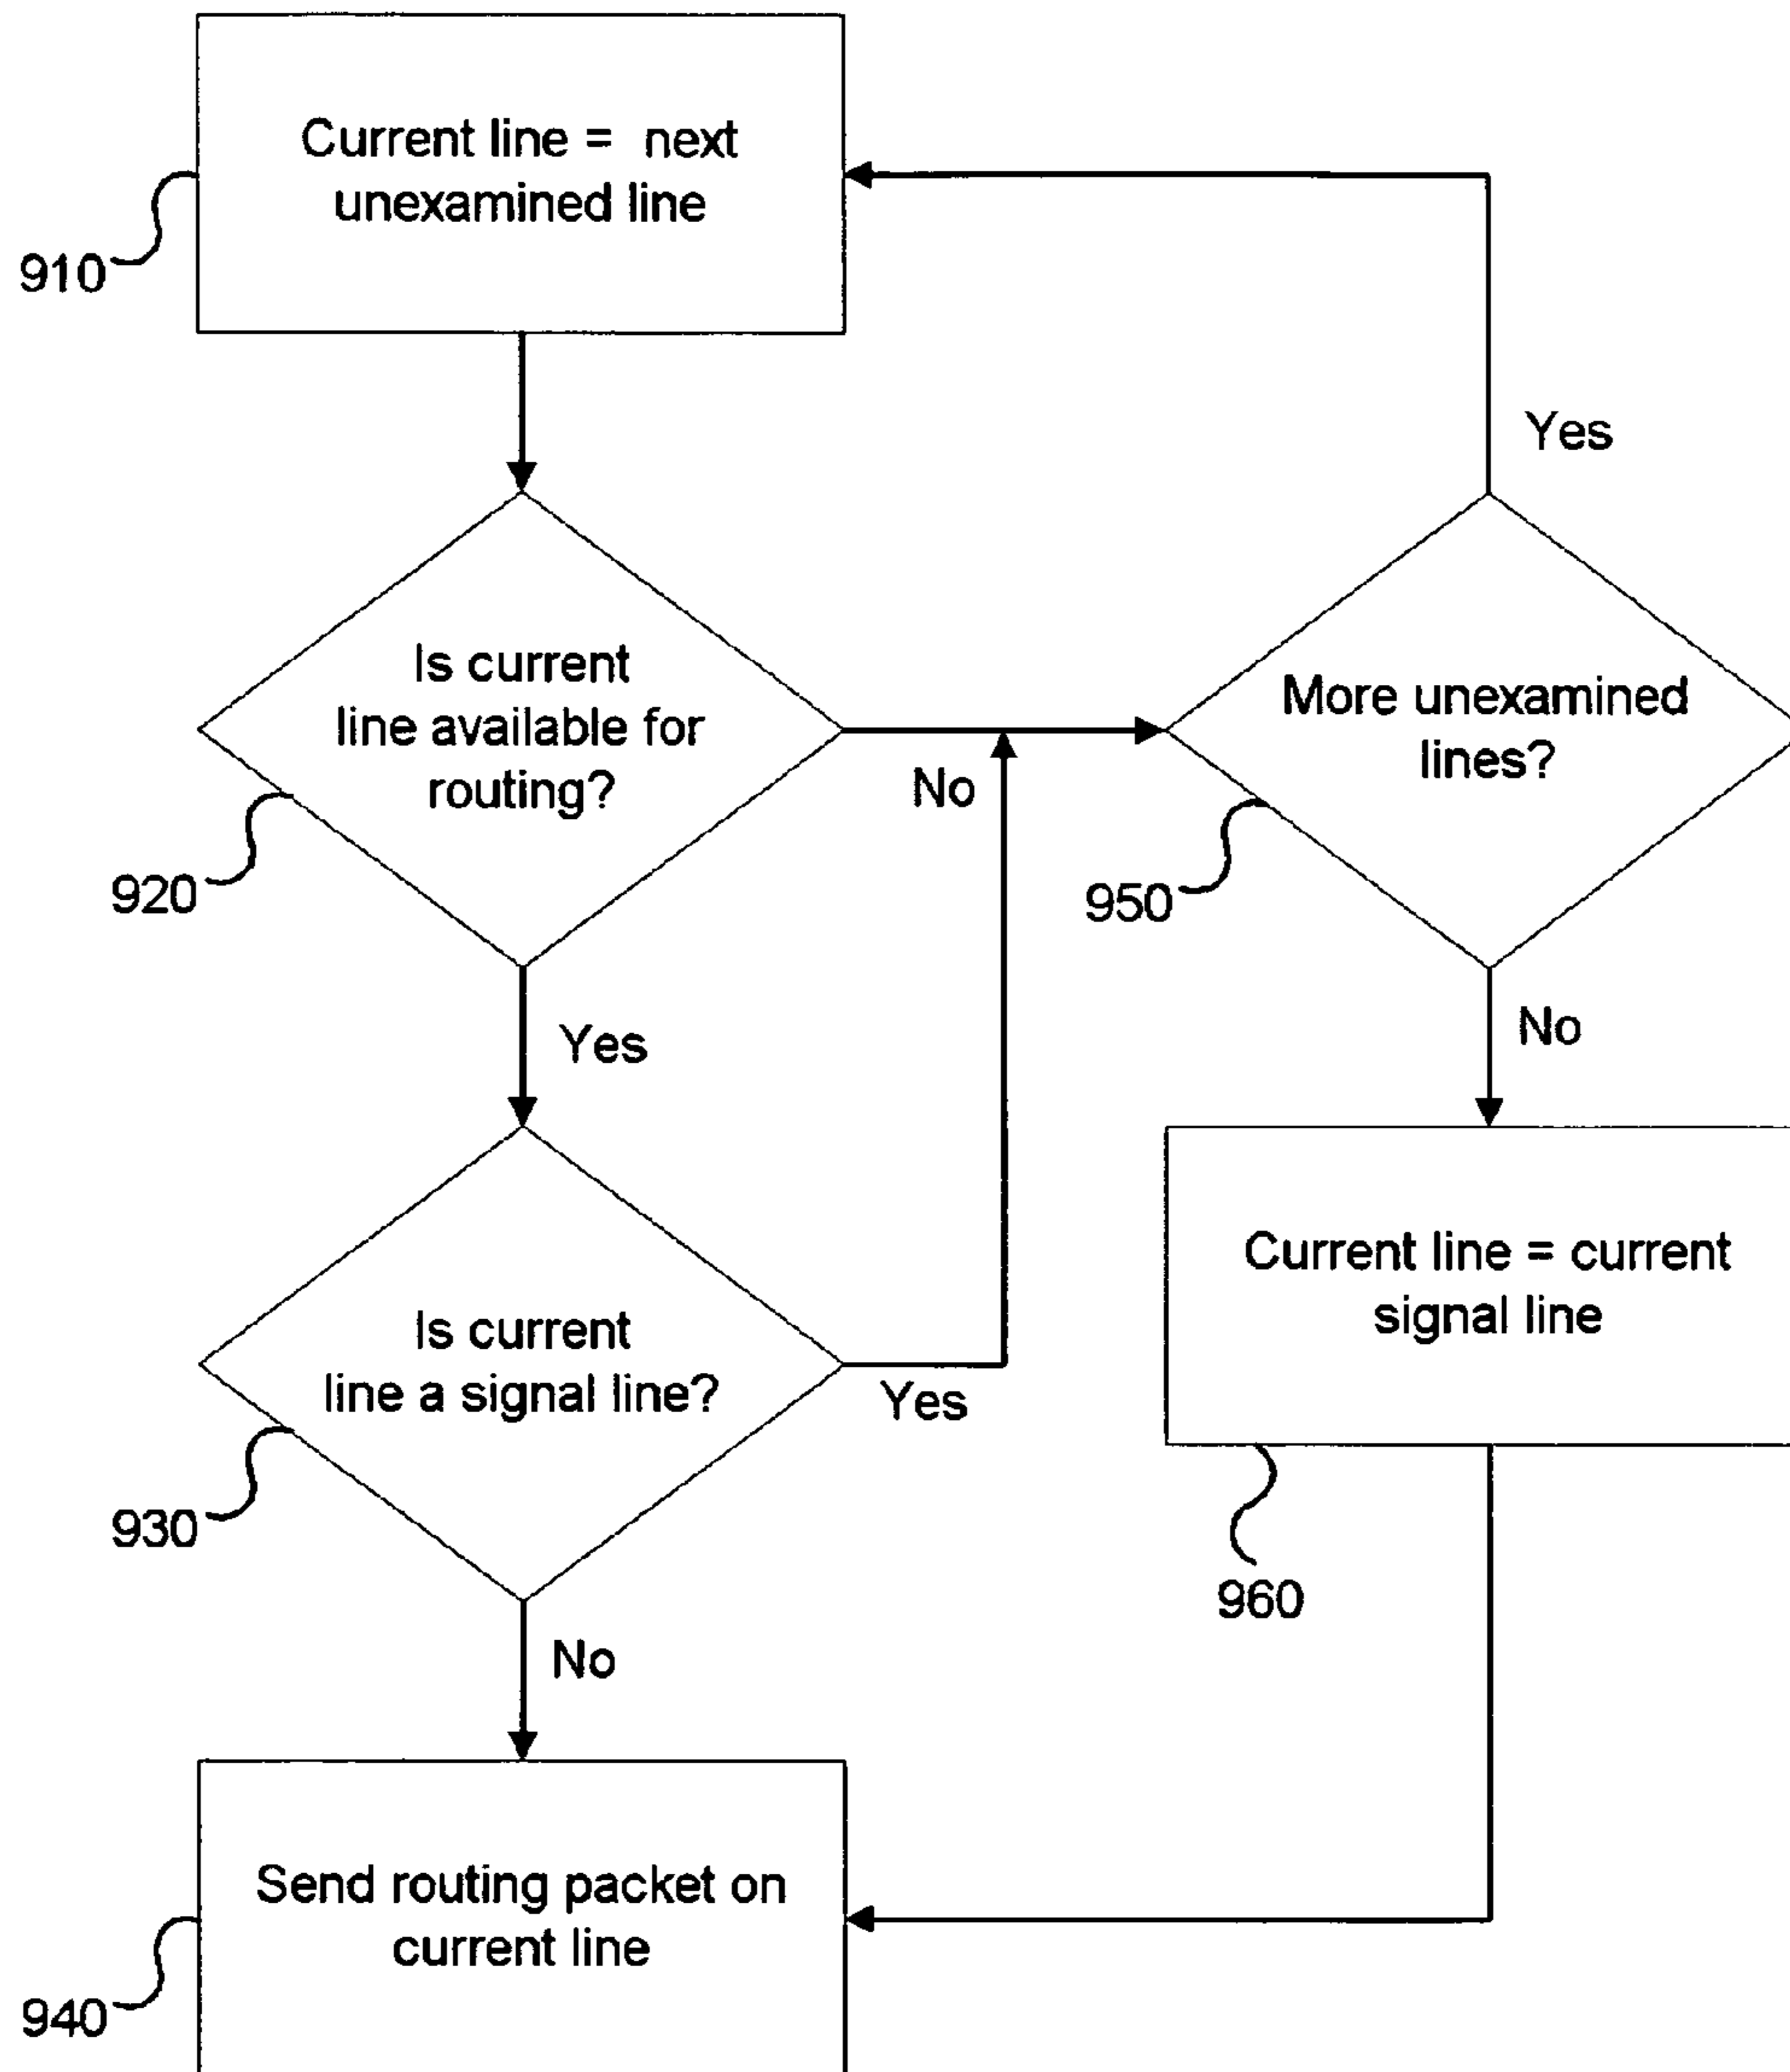 Current line = next
unexamined line
910
Yes
Is current
line available for
routing?
No
920
More unexamined
lines?
950
Yes
No
Is current
line a signal line?
Yes
930
Current line = current
signal line
960
No
Send routing packet on
current line
940